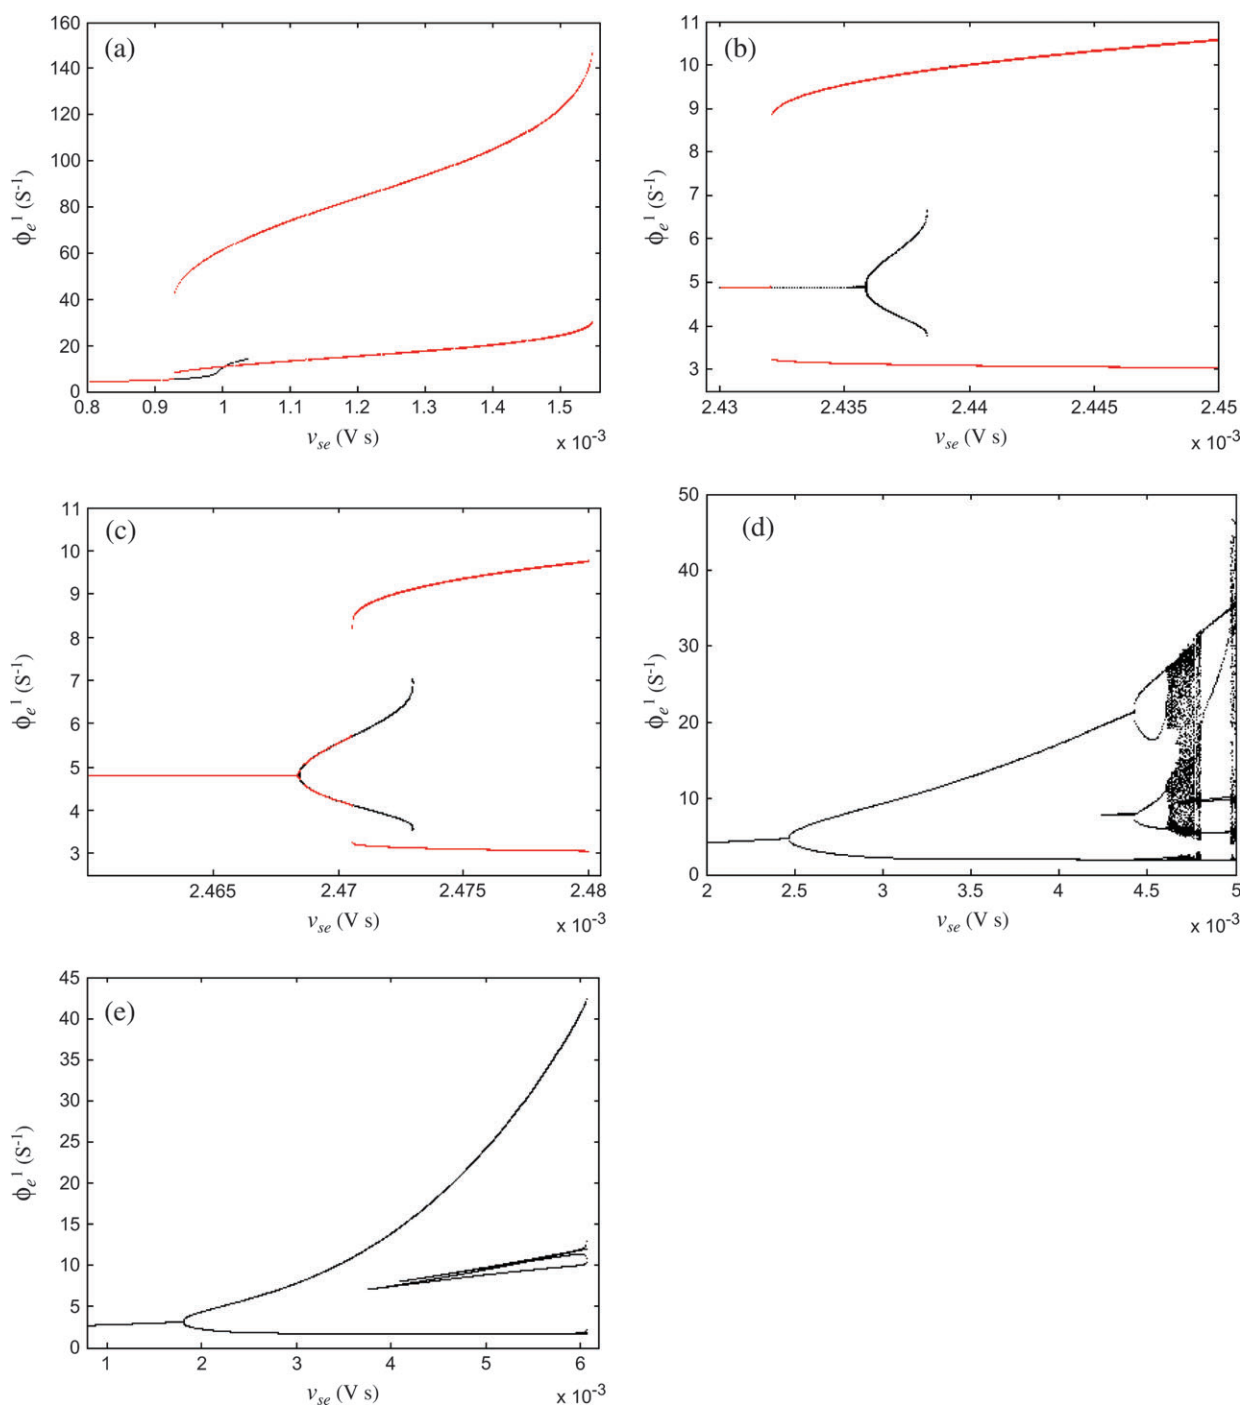 (a)
160
140
120
100
80
60
40
20
0
ϕe¹ (S⁻¹)
0.8 0.9 1 1.1 1.2 1.3 1.4 1.5
vse (V s)
x 10⁻³
(b)
11
10
9
8
7
6
5
4
3
ϕe¹ (S⁻¹)
2.43 2.435 2.44 2.445 2.45
vse (V s)
x 10⁻³
(c)
11
10
9
8
7
6
5
4
3
ϕe¹ (S⁻¹)
2.465 2.47 2.475 2.48
vse (V s)
x 10⁻³
(d)
50
40
30
20
10
0
ϕe¹ (S⁻¹)
2 2.5 3 3.5 4 4.5 5
vse (V s)
x 10⁻³
(e)
45
40
35
30
25
20
15
10
5
0
ϕe¹ (S⁻¹)
1 2 3 4 5 6
vse (V s)
x 10⁻³